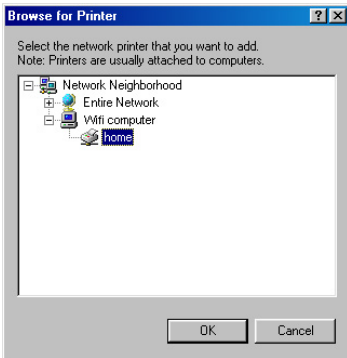 Browse for Printer
Select the network printer that you want to add.
Note: Printers are usually attached to computers.
Network Neighborhood
Entire Network
Wifi computer
home
OK Cancel